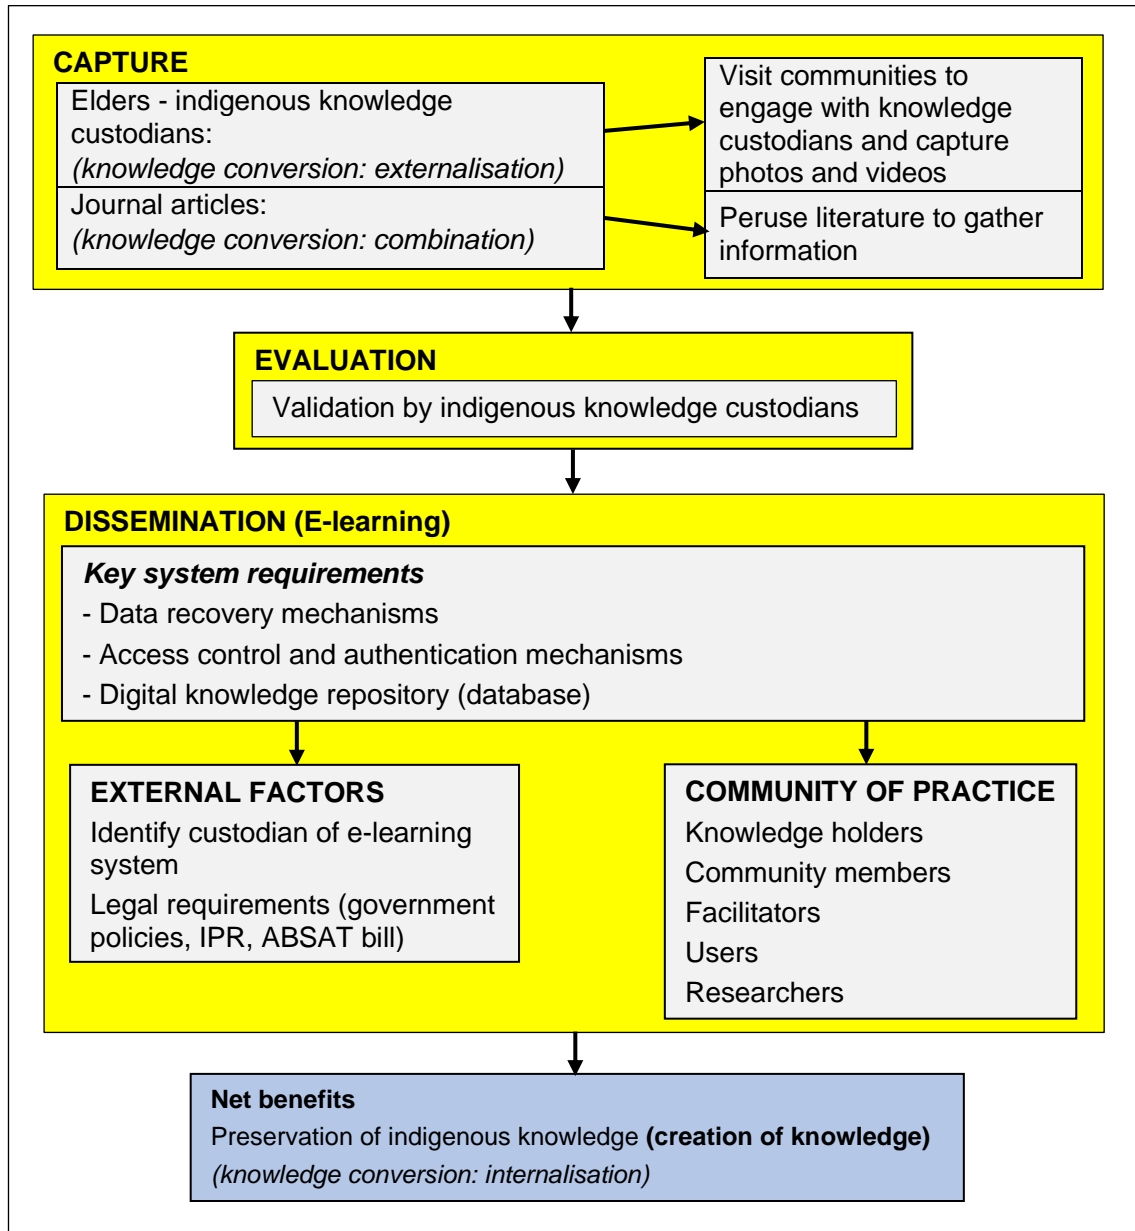 CAPTURE
Elders - indigenous knowledge
custodians:
(knowledge conversion: externalisation)
Visit communities to
engage with knowledge
custodians and capture
photos and videos
Journal articles:
(knowledge conversion: combination)
Peruse literature to gather
information
EVALUATION
Validation by indigenous knowledge custodians
DISSEMINATION (E-learning)
Key system requirements
- Data recovery mechanisms
- Access control and authentication mechanisms
- Digital knowledge repository (database)
EXTERNAL FACTORS
Identify custodian of e-learning
system
Legal requirements (government
policies, IPR, ABSAT bill)
COMMUNITY OF PRACTICE
Knowledge holders
Community members
Facilitators
Users
Researchers
Net benefits
Preservation of indigenous knowledge (creation of knowledge)
(knowledge conversion: internalisation)